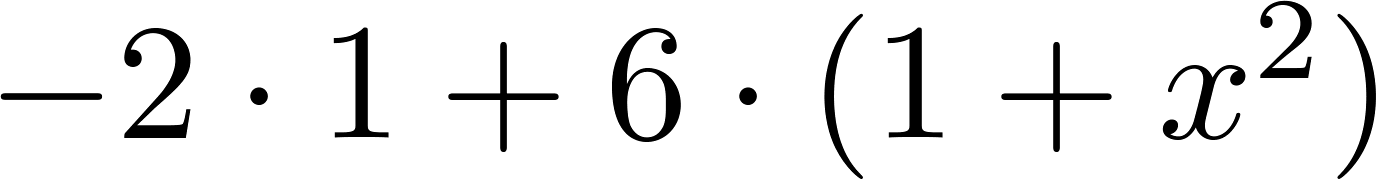 −2 · 1 + 6 · (1 + x²)